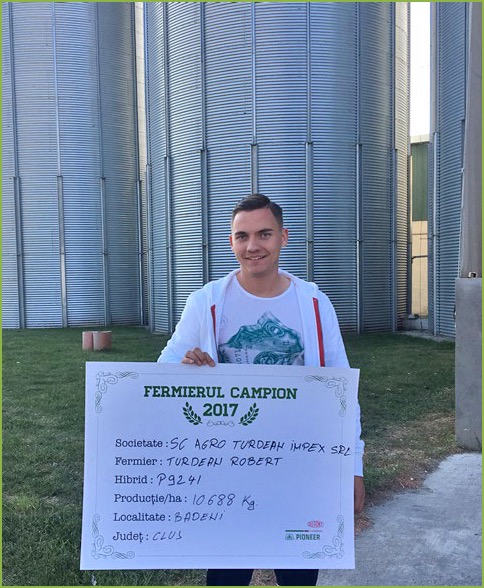 FERMIERUL CAMPION
2017
Societate : SC AGRO TURDEAN IMPEX SRL
Fermier : TURDEAN ROBERT
Hibrid : P9241
Producție/ha : 10688 Kg.
Localitate : BADENI
Județ : CLUJ
PIONEER